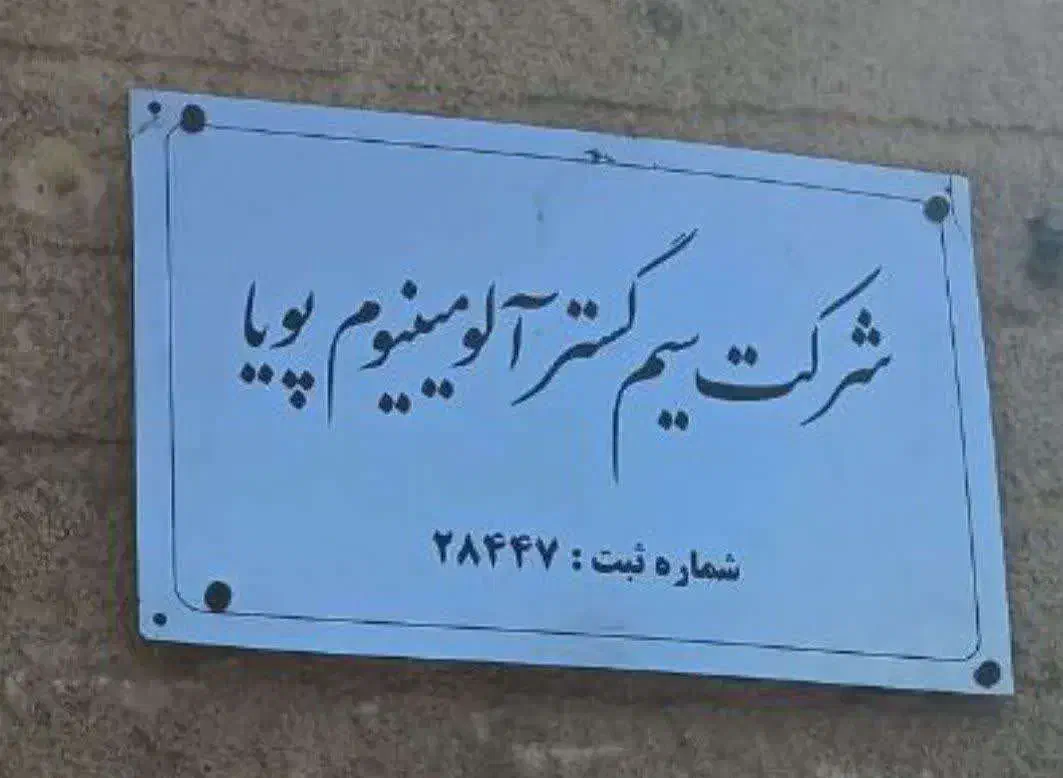 شرکت سیم گستر آلومینیوم پویا
شماره ثبت : ۲۸۴۴۷